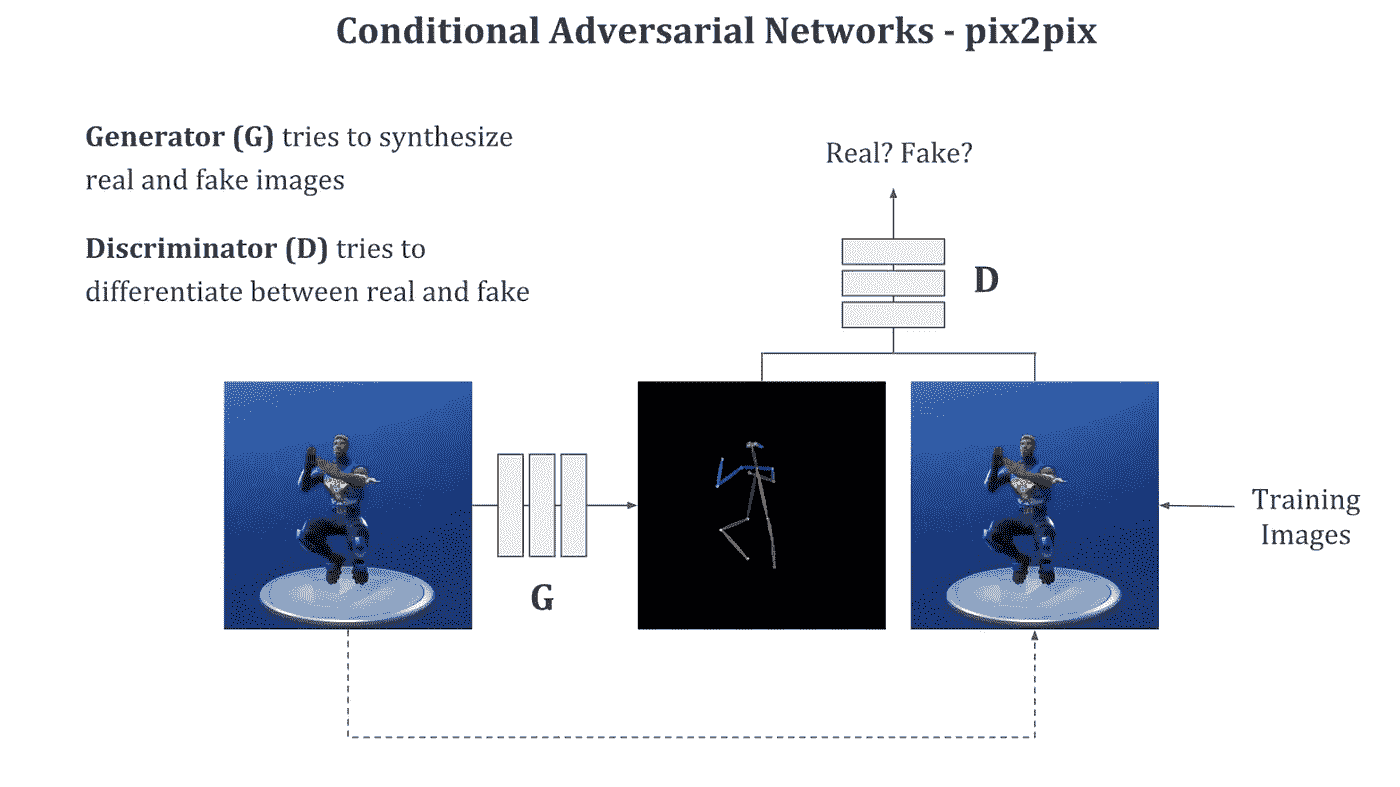 Conditional Adversarial Networks - pix2pix
Generator (G) tries to synthesize
real and fake images
Discriminator (D) tries to
differentiate between real and fake
Real? Fake?
D
G
Training
Images